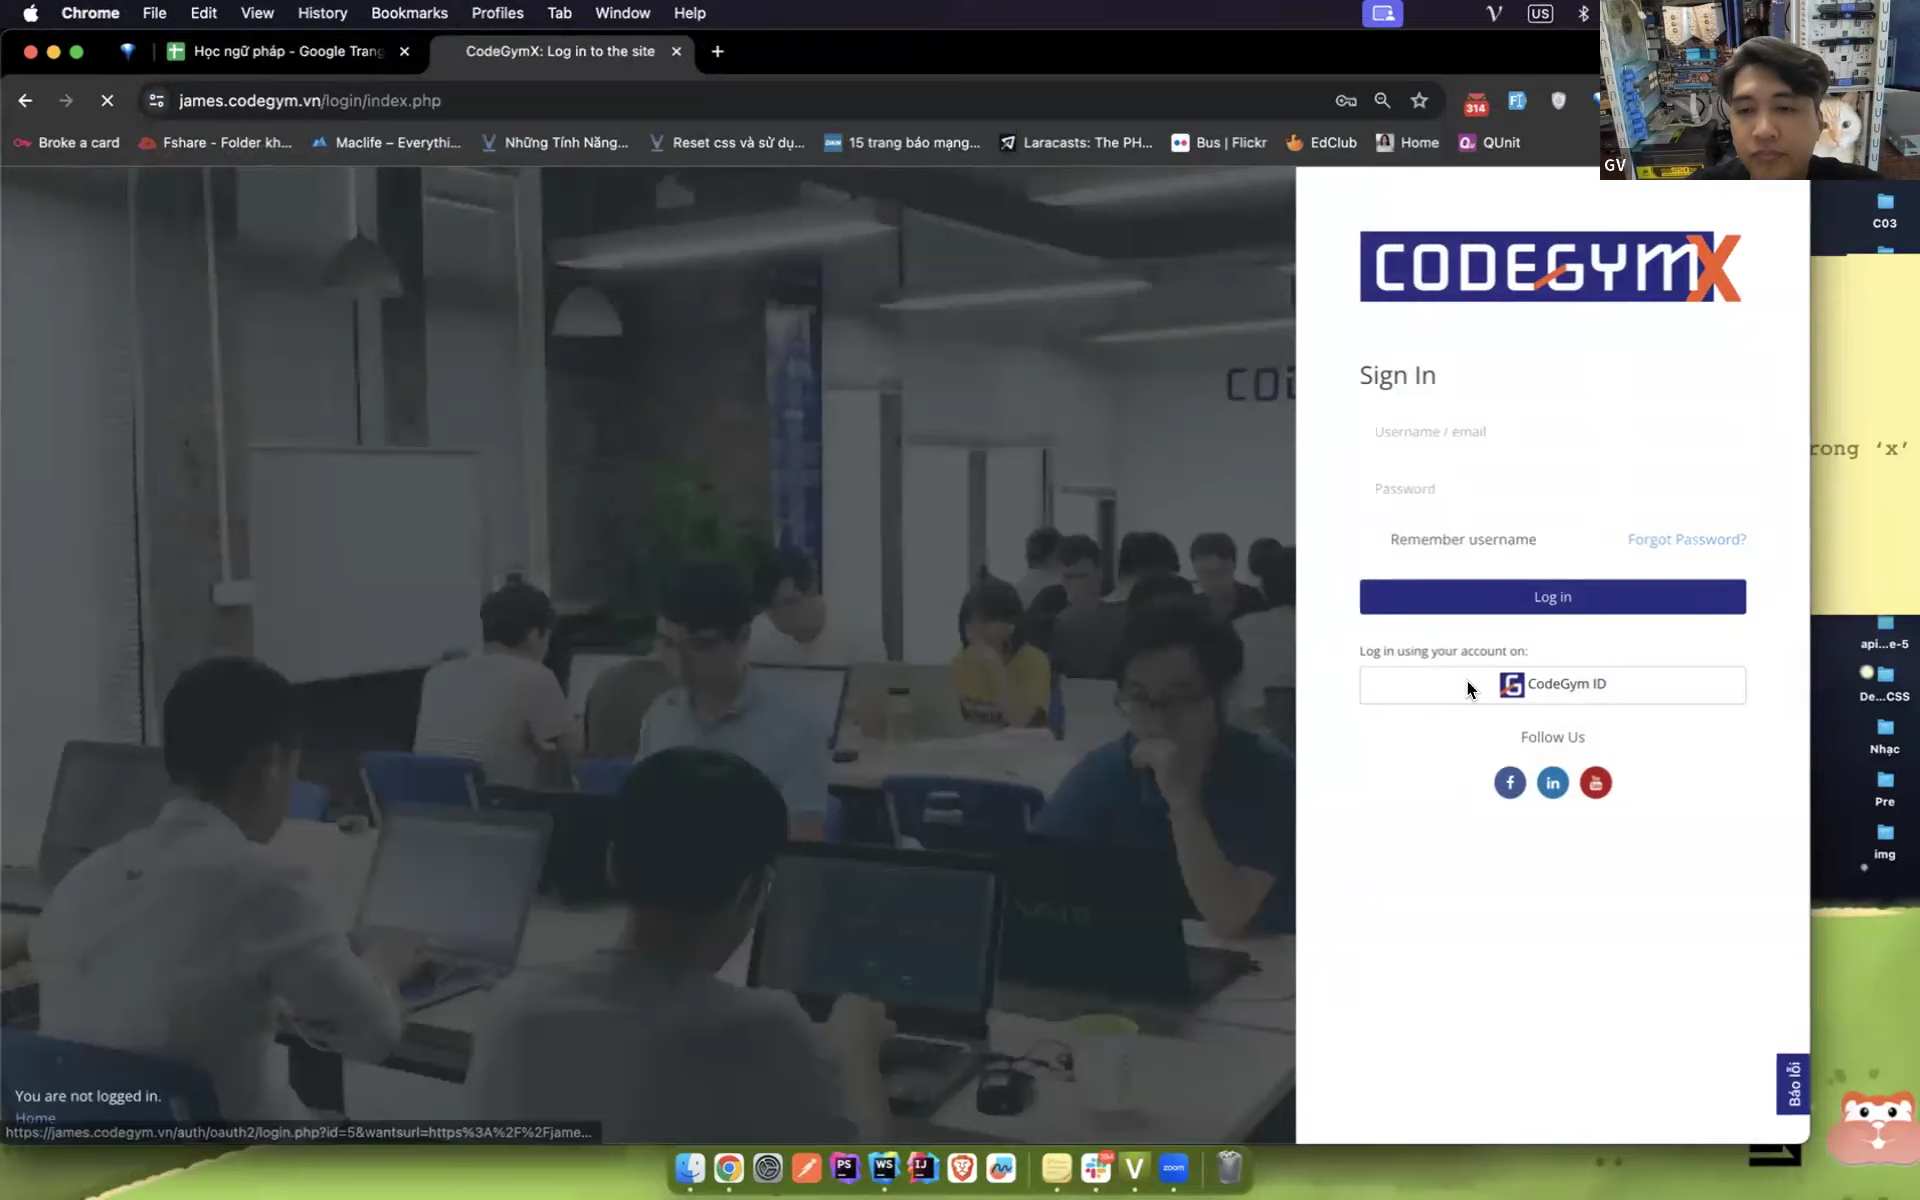 Chrome File Edit View History Bookmarks Profiles Tab Window Help
US
Học ngữ pháp - Google Trang
CodeGymX: Log in to the site
james.codegym.vn/login/index.php
314
Broke a card
Fshare - Folder kh...
Maclife – Everythi...
Những Tính Năng...
Reset css và sử dụ...
15 trang báo mạng...
Laracasts: The PH...
Bus | Flickr
EdClub
Home
QUnit
GV
C03
CODEGYMX
Sign In
Username / email
Password
Remember username
Forgot Password?
Log in
Log in using your account on:
CodeGym ID
Follow Us
rong ‘x’
api...e-5
De...CSS
Nhạc
Pre
img
Báo lỗi
You are not logged in.
Home
https://james.codegym.vn/auth/oauth2/login.php?id=5&wantsurl=https%3A%2F%2Fjame...
PS
WS
IJ
V
zoom